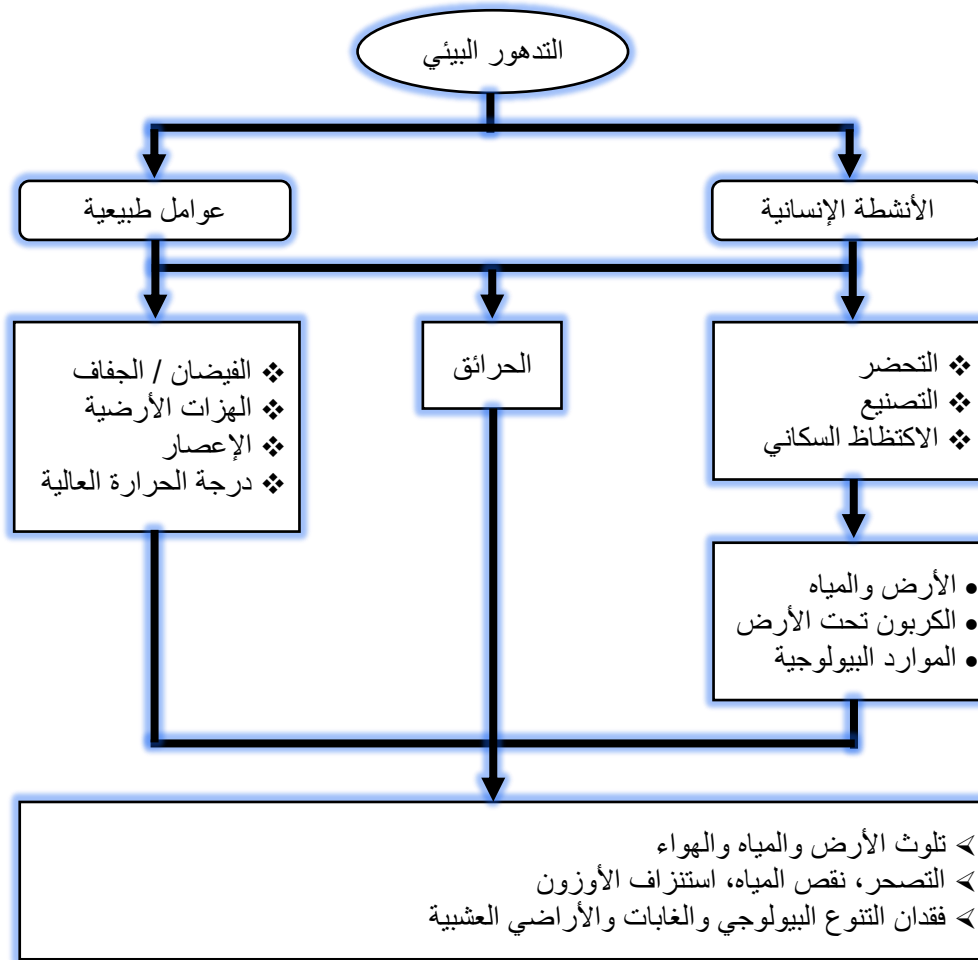 التدهور البيئي
الأنشطة الإنسانية
عوامل طبيعية
❖ التحضر
❖ التصنيع
❖ الاكتظاظ السكاني
الحرائق
❖ الفيضان / الجفاف
❖ الهزات الأرضية
❖ الإعصار
❖ درجة الحرارة العالية
• الأرض والمياه
• الكربون تحت الأرض
• الموارد البيولوجية
➢ تلوث الأرض والمياه والهواء
➢ التصحر، نقص المياه، استنزاف الأوزون
➢ فقدان التنوع البيولوجي والغابات والأراضي العشبية